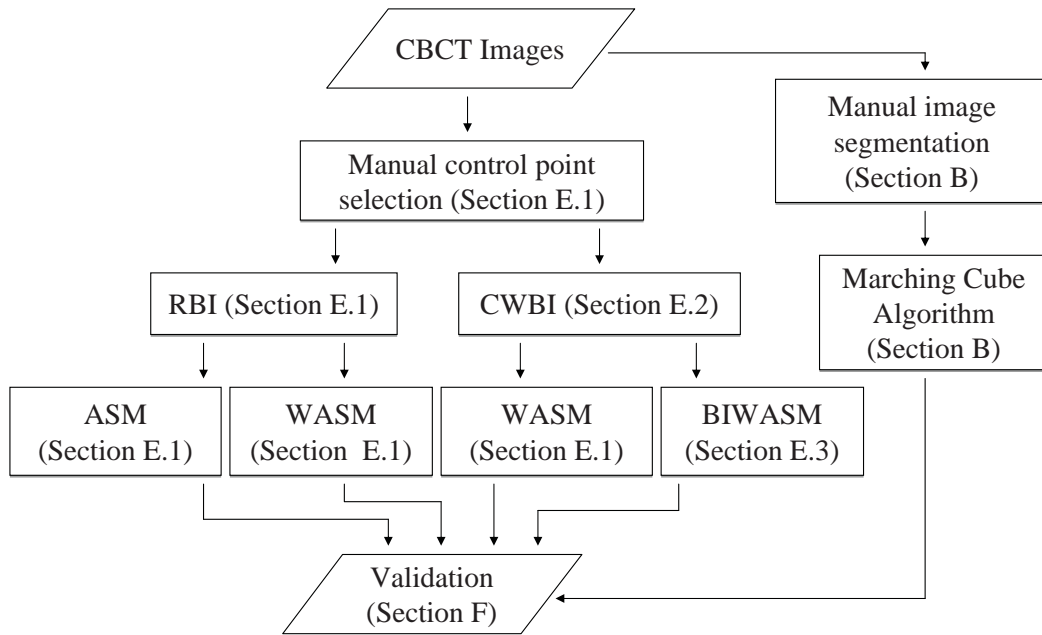 CBCT Images
Manual image
segmentation
(Section B)
Manual control point
selection (Section E.1)
Marching Cube
Algorithm
(Section B)
RBI (Section E.1)
CWBI (Section E.2)
ASM
(Section E.1)
WASM
(Section E.1)
WASM
(Section E.1)
BIWASM
(Section E.3)
Validation
(Section F)